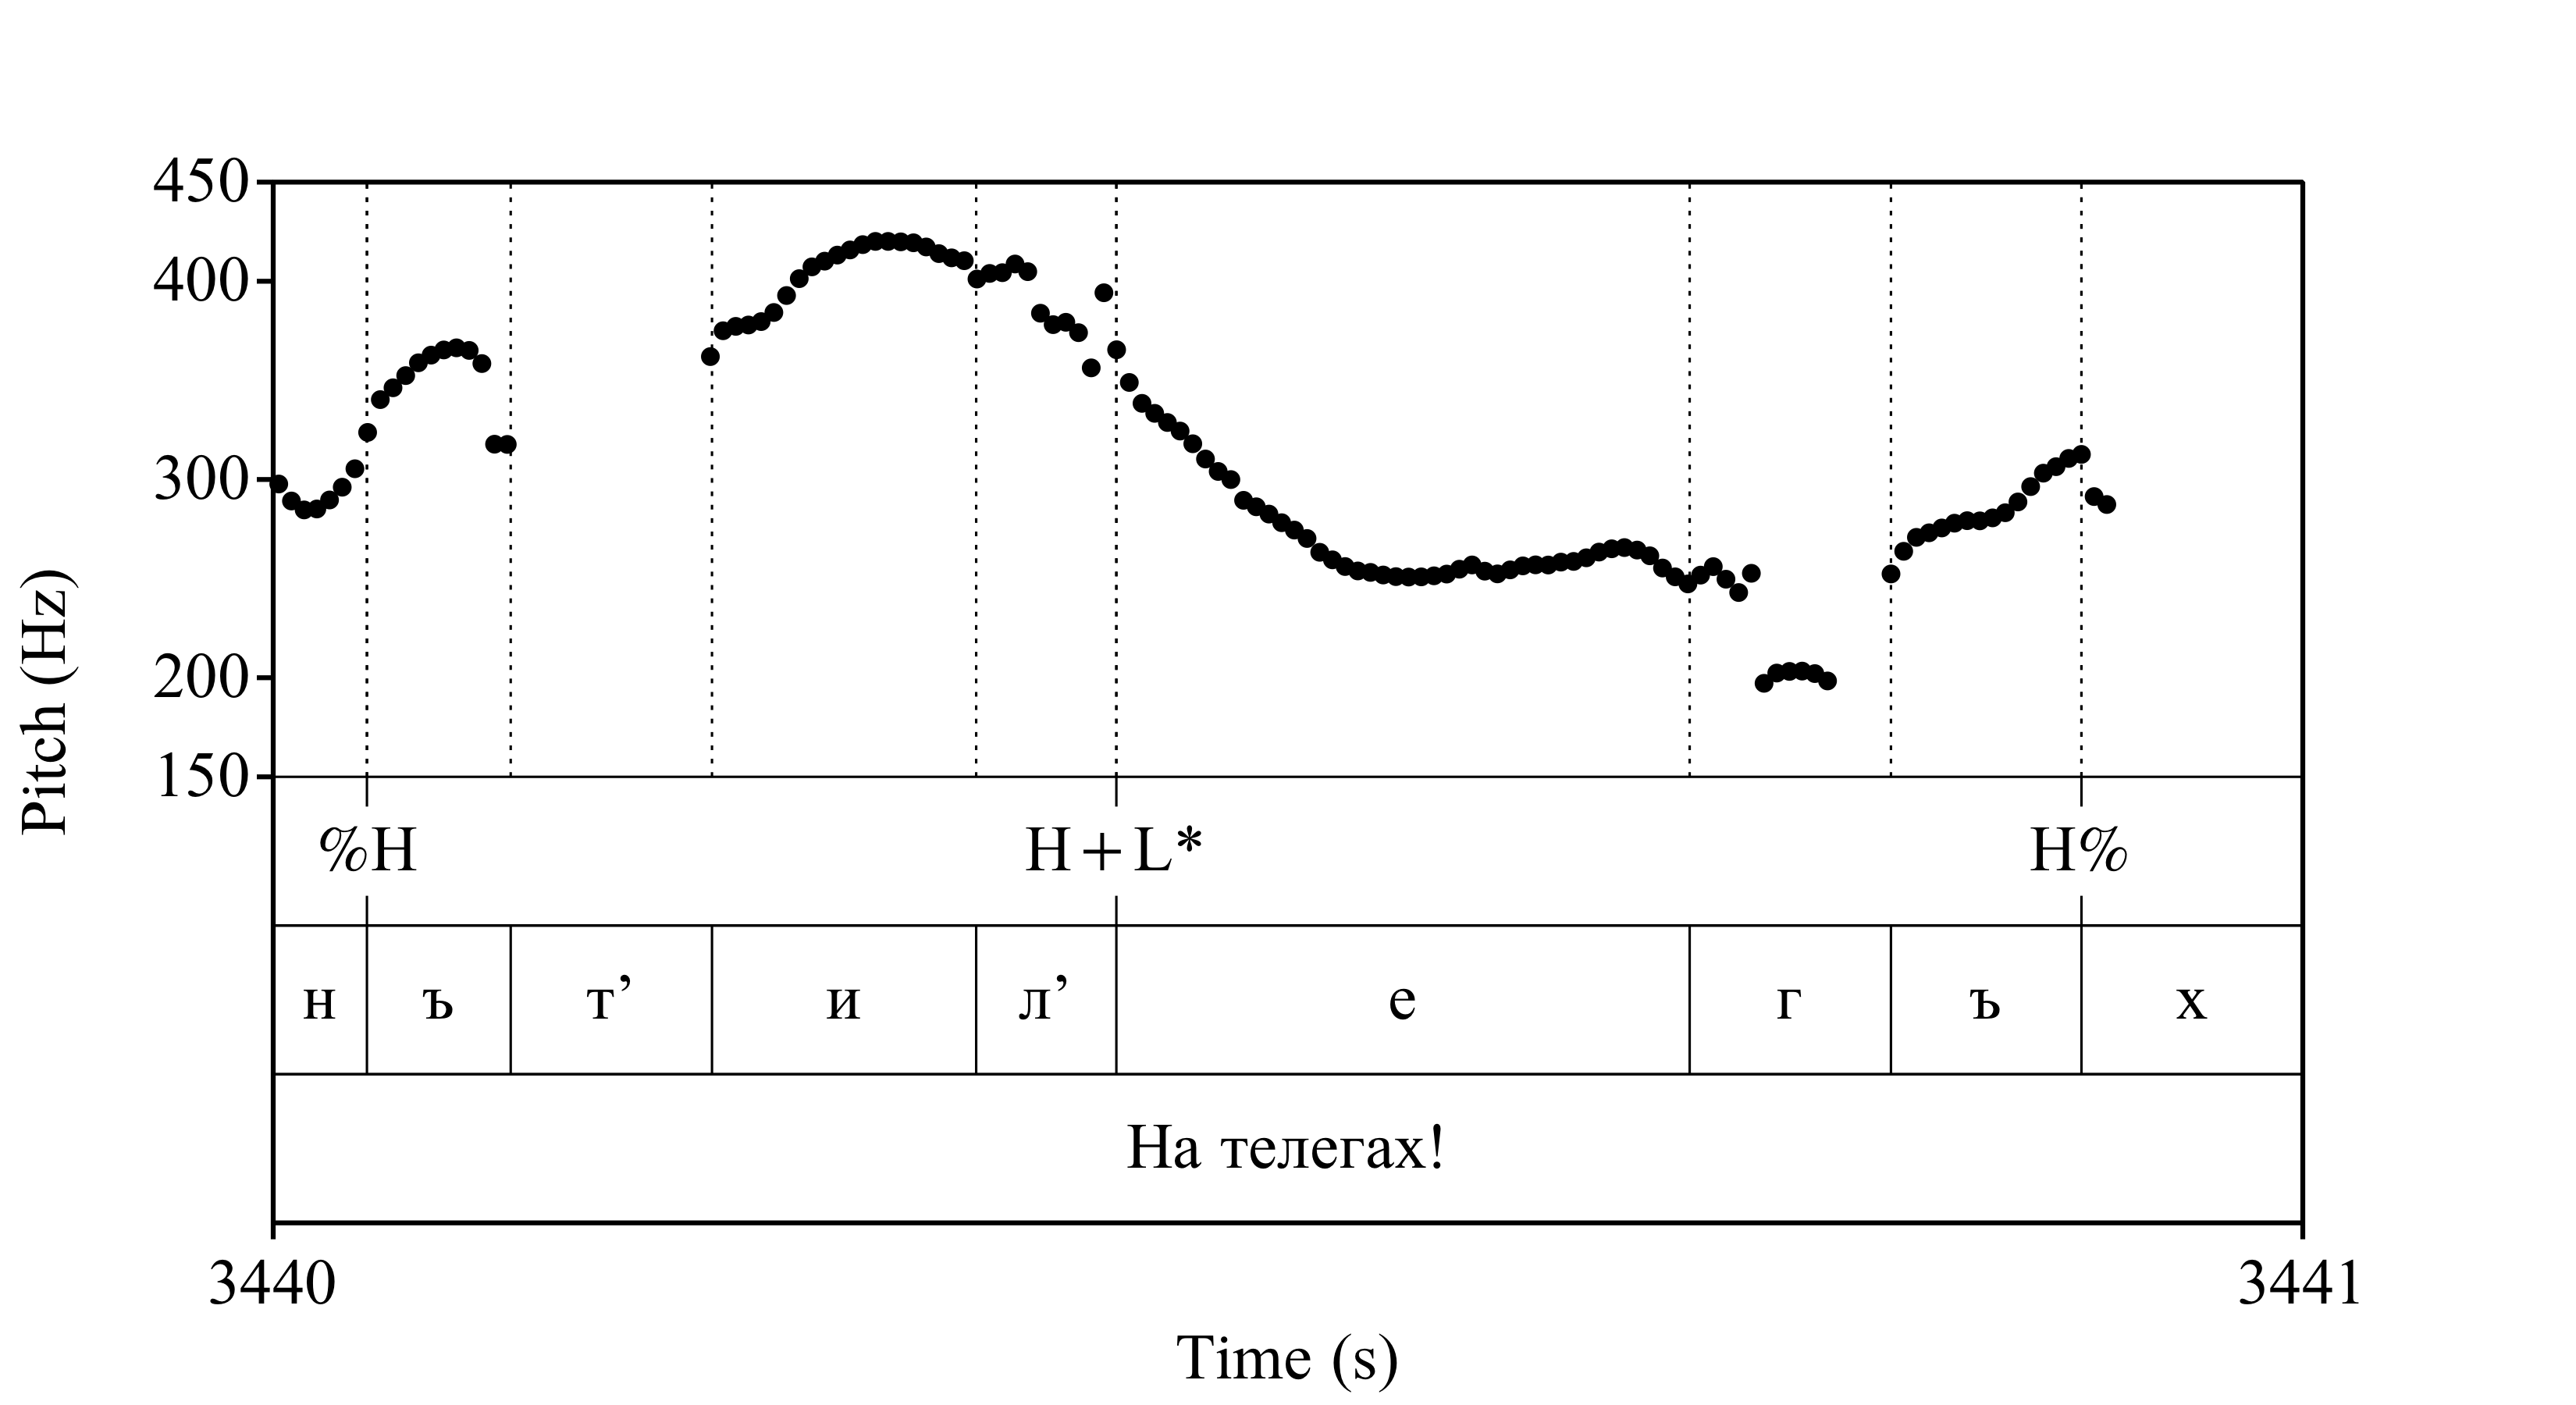 450
400
300
200
150
Pitch (Hz)
%H H+L* H%
н ъ т’ и л’ е г ъ х
На телегах!
3440 3441
Time (s)